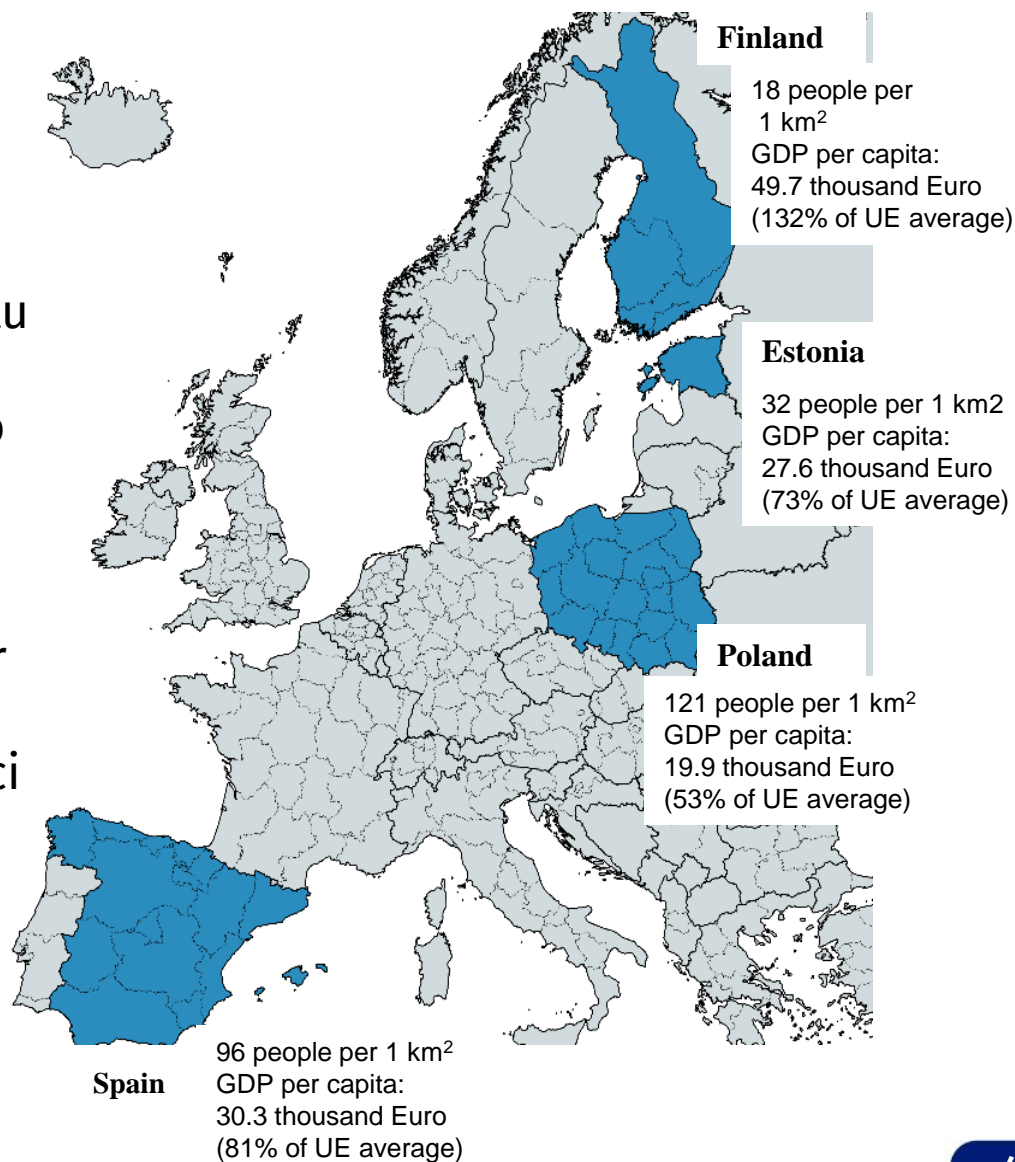 Finland
18 people per
1 km²
GDP per capita:
49.7 thousand Euro
(132% of UE average)
Estonia
32 people per 1 km2
GDP per capita:
27.6 thousand Euro
(73% of UE average)
Poland
121 people per 1 km²
GDP per capita:
19.9 thousand Euro
(53% of UE average)
Spain
96 people per 1 km²
GDP per capita:
30.3 thousand Euro
(81% of UE average)
ci